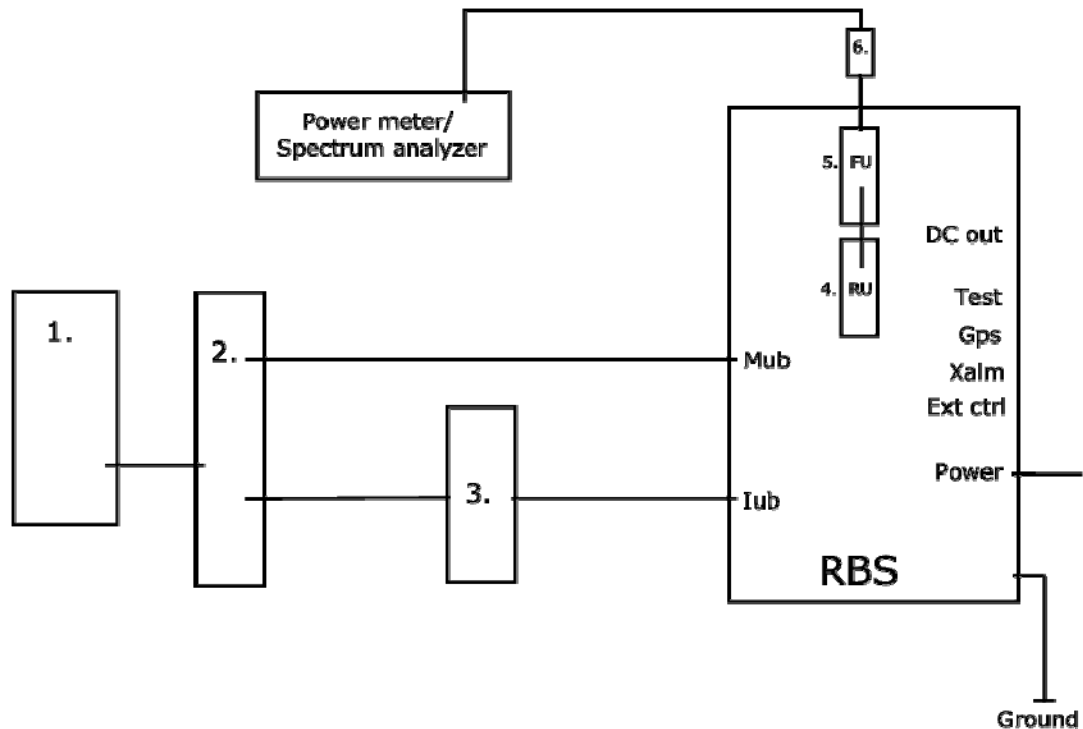 6.
Power meter/
Spectrum analyzer
5. FU
DC out
4. RU
Test
Gps
Xalm
Ext ctrl
1.
2.
Mub
Power
3.
Iub
RBS
Ground